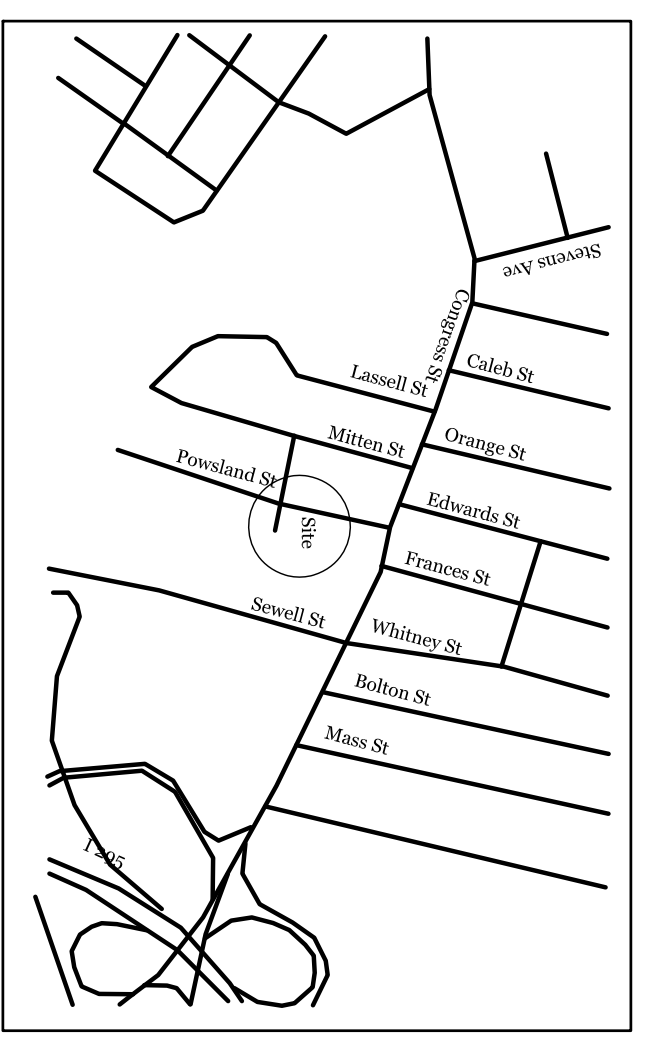 Stevens Ave
Congress St
Caleb St
Lassell St
Orange St
Mitten St
Powsland St
Edwards St
Site
Frances St
Sewell St
Whitney St
Bolton St
Mass St
I 295